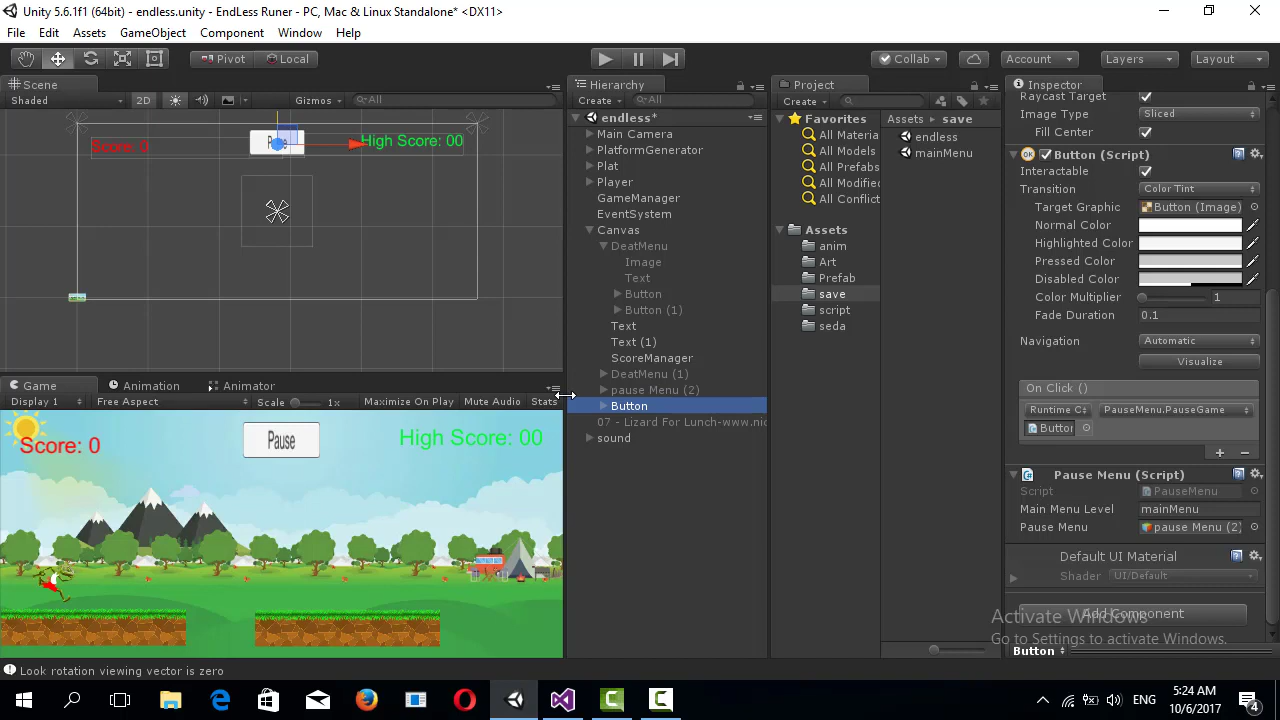 Unity 5.6.1f1 (64bit) - endless.unity - EndLess Runer - PC, Mac & Linux Standalone* <DX11>
File Edit Assets GameObject Component Window Help
Pivot Local Collab Account Layers Layout
Scene
Shaded 2D Gizmos All
Score: 0
High Score: 00
Game Animation Animator
Display 1 Free Aspect Scale 1x Maximize On Play Mute Audio Stats
Score: 0
Pause
High Score: 00
Hierarchy
Create All
endless*
Main Camera
PlatformGenerator
Plat
Player
GameManager
EventSystem
Canvas
DeatMenu
Image
Text
Button
Button (1)
Text
Text (1)
ScoreManager
DeatMenu (1)
pause Menu (2)
Button
07 - Lizard For Lunch-www.nic
sound
Project
Create
Favorites
All Materia
All Models
All Prefabs
All Modified
All Conflict
Assets
anim
Art
Prefab
save
script
seda
Assets save
endless
mainMenu
Inspector
Raycast Target
Image Type Sliced
Fill Center
OK Button (Script)
Interactable
Transition Color Tint
Target Graphic Button (Image)
Normal Color
Highlighted Color
Pressed Color
Disabled Color
Color Multiplier 1
Fade Duration 0.1
Navigation Automatic
Visualize
On Click ()
Runtime PauseMenu.PauseGame
Button
+ −
Pause Menu (Script)
Script PauseMenu
Main Menu Level mainMenu
Pause Menu pause Menu (2)
Default UI Material
Shader UI/Default
Add Component
Activate Windows
Go to Settings to activate Windows.
Button
Look rotation viewing vector is zero
ENG
5:24 AM
10/6/2017